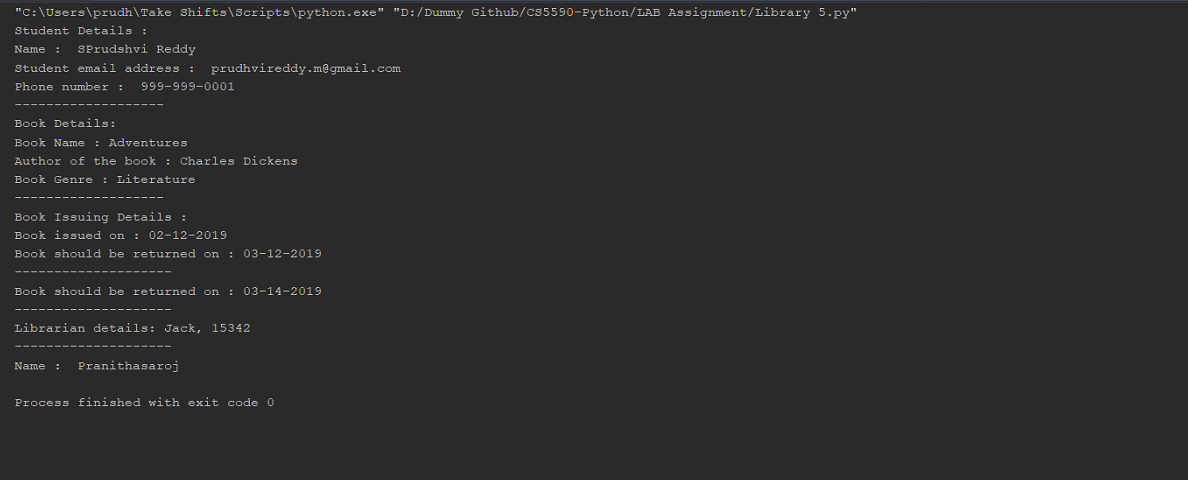 "C:\Users\prudh\Take Shifts\Scripts\python.exe" "D:/Dummy Github/CS5590-Python/LAB Assignment/Library 5.py"
Student Details :
Name :  SPrudshvi Reddy
Student email address :  prudhvireddy.m@gmail.com
Phone number :  999-999-0001
-------------------
Book Details:
Book Name : Adventures
Author of the book : Charles Dickens
Book Genre : Literature
-------------------
Book Issuing Details :
Book issued on : 02-12-2019
Book should be returned on : 03-12-2019
--------------------
Book should be returned on : 03-14-2019
--------------------
Librarian details: Jack, 15342
--------------------
Name :  Pranithasaroj
Process finished with exit code 0